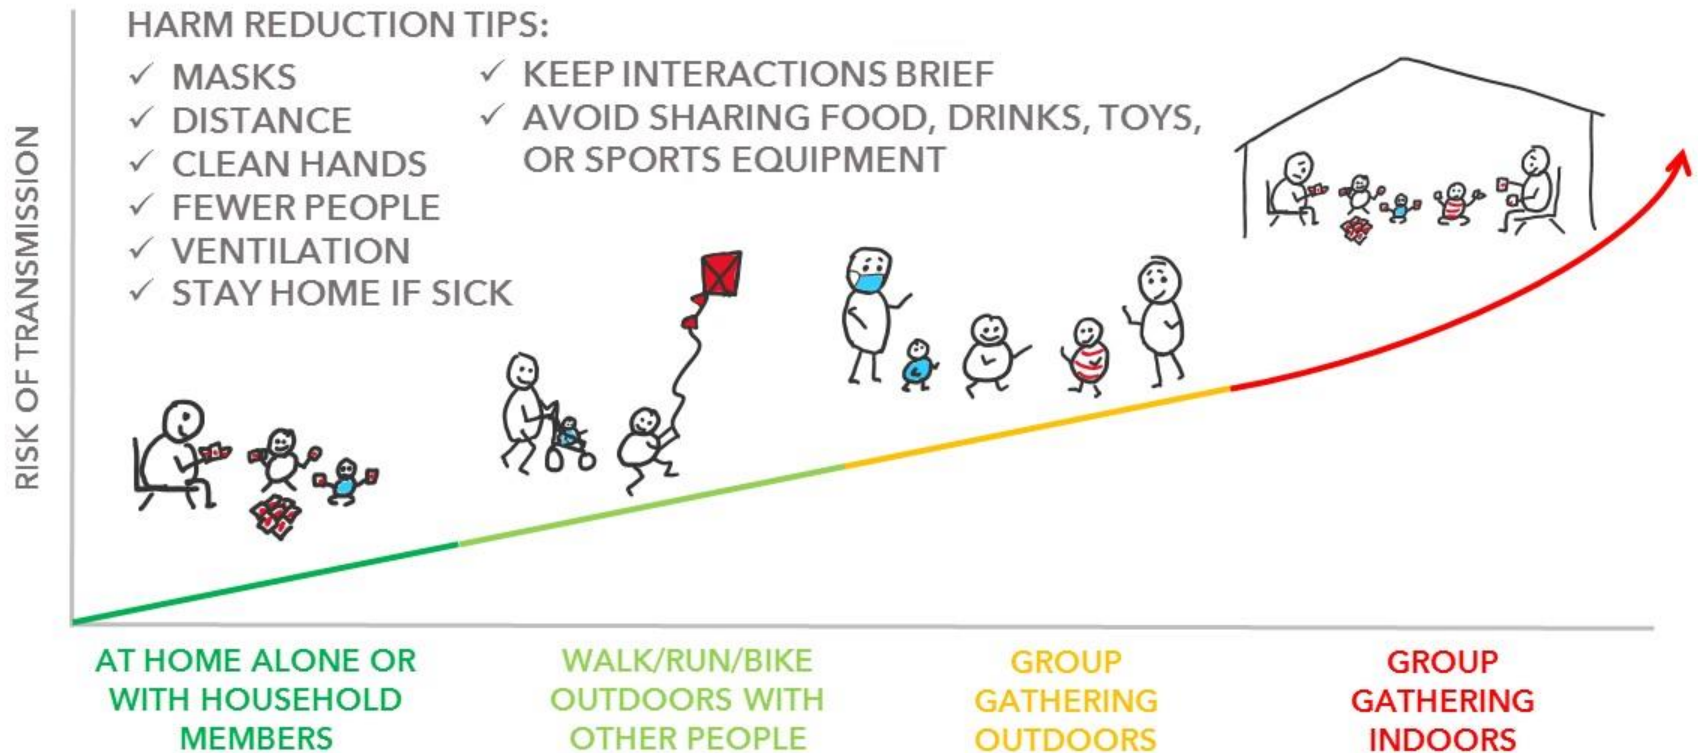 HARM REDUCTION TIPS:
✓ MASKS
✓ DISTANCE
✓ CLEAN HANDS
✓ FEWER PEOPLE
✓ VENTILATION
✓ STAY HOME IF SICK
✓ KEEP INTERACTIONS BRIEF
✓ AVOID SHARING FOOD, DRINKS, TOYS,
OR SPORTS EQUIPMENT
RISK OF TRANSMISSION
AT HOME ALONE OR
WITH HOUSEHOLD
MEMBERS
WALK/RUN/BIKE
OUTDOORS WITH
OTHER PEOPLE
GROUP
GATHERING
OUTDOORS
GROUP
GATHERING
INDOORS